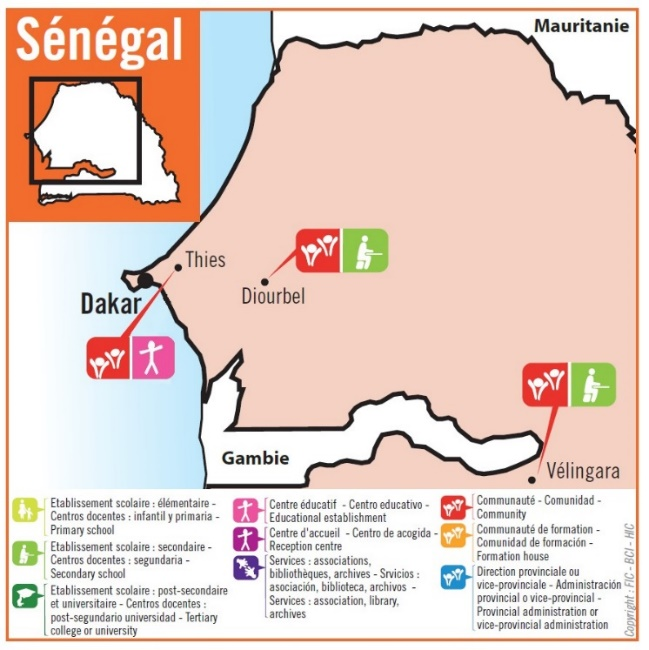 Sénégal
Mauritanie
Thies
Dakar
Diourbel
Gambie
Vélingara
Etablissement scolaire : élémentaire -
Centros docentes : infantil y primaria -
Primary school
Etablissement scolaire : secondaire -
Centros docentes : segundaria -
Secondary school
Etablissement scolaire : post-secondaire
et universitaire - Centros docentes :
post-segundario universidad - Tertiary
college or university
Centre éducatif - Centro educativo -
Educational establishment
Centre d'accueil - Centro de acogida -
Reception centre
Services : associations,
bibliothèques, archives - Srvicios :
asociación, biblioteca, archivos -
Services : association, library,
archives
Communauté - Comunidad -
Community
Communauté de formation -
Comunidad de formación -
Formation house
Direction provinciale ou
vice-provinciale - Administración
provincial o vice-provincial -
Provincial administration or
vice-provincial administration
Copyright : FIC - BCI - HIC